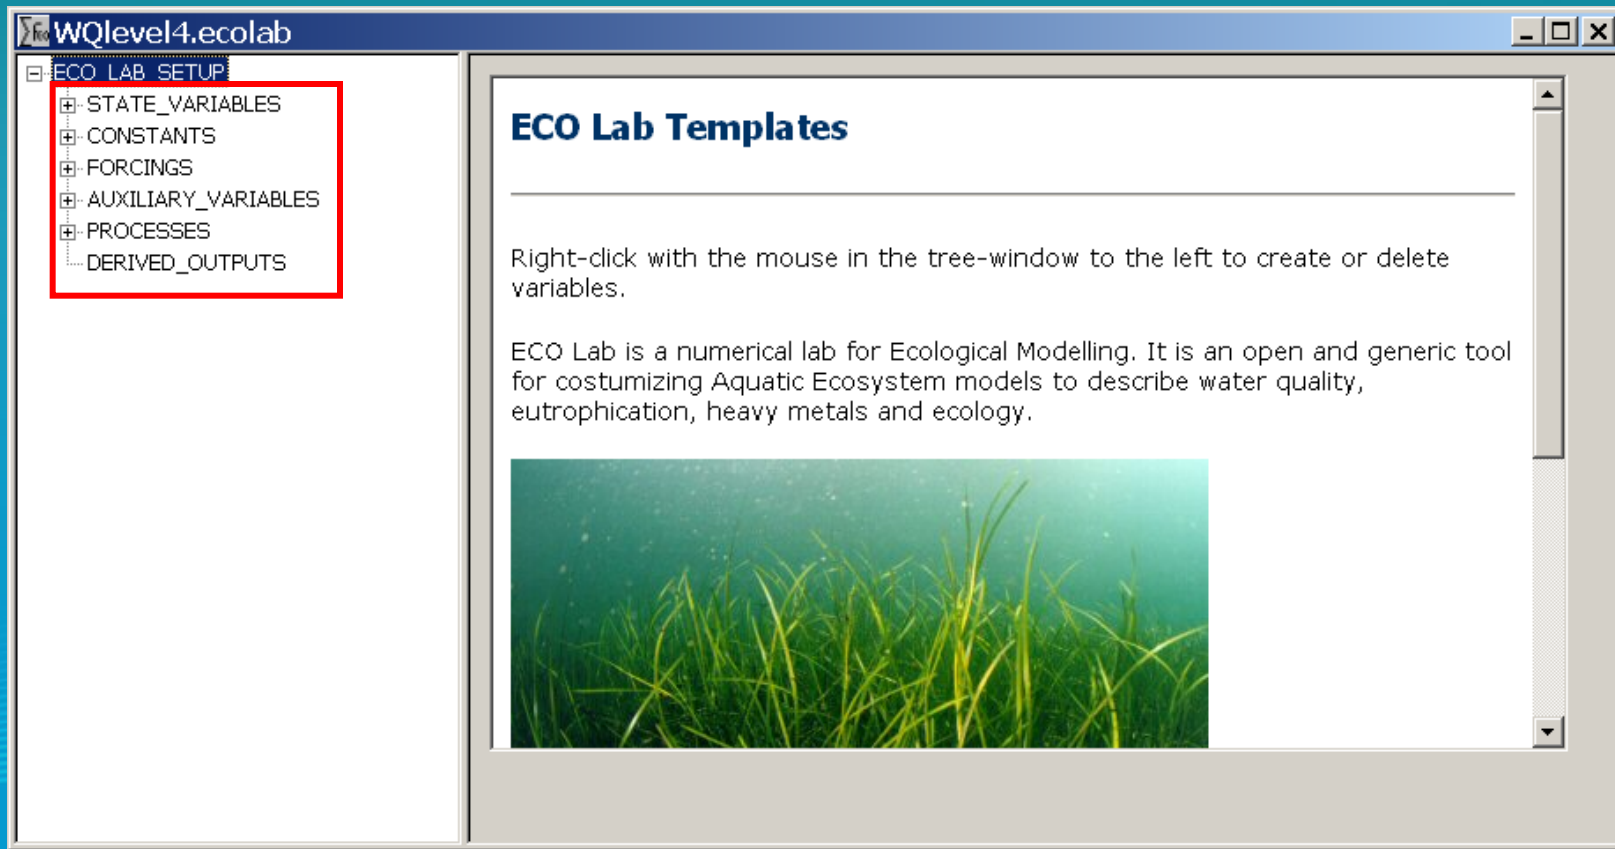 WQlevel4.ecolab
ECO LAB SETUP
STATE_VARIABLES
CONSTANTS
FORCINGS
AUXILIARY_VARIABLES
PROCESSES
DERIVED_OUTPUTS
ECO Lab Templates
Right-click with the mouse in the tree-window to the left to create or delete
variables.
ECO Lab is a numerical lab for Ecological Modelling. It is an open and generic tool
for costumizing Aquatic Ecosystem models to describe water quality,
eutrophication, heavy metals and ecology.